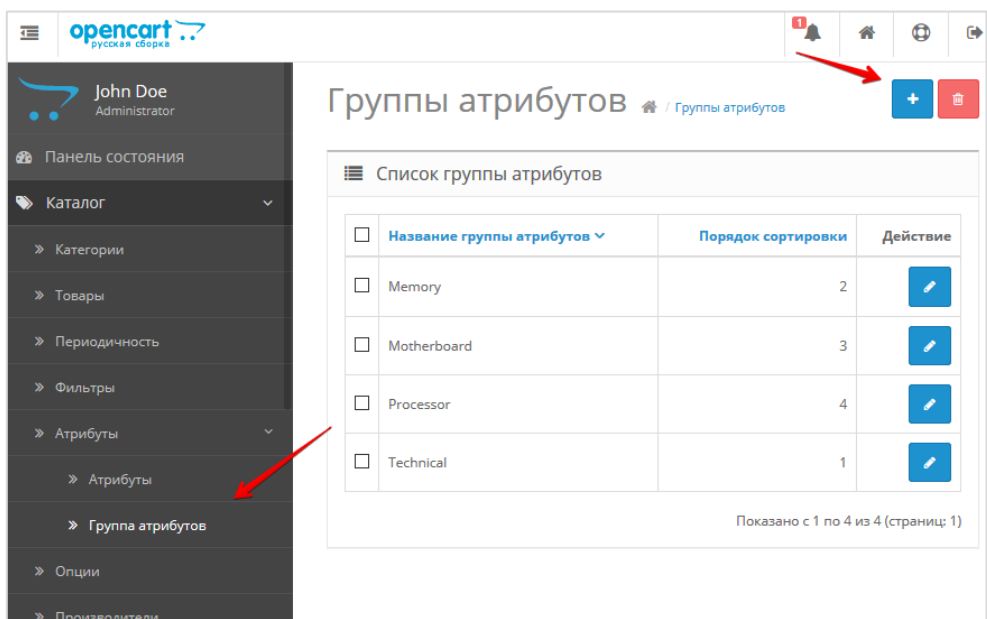 opencart
русская сборка
1
John Doe
Administrator
Панель состояния
Каталог
Категории
Товары
Периодичность
Фильтры
Атрибуты
Атрибуты
Группа атрибутов
Опции
Производители
Группы атрибутов / Группы атрибутов
Список группы атрибутов
Название группы атрибутов Порядок сортировки Действие
Memory 2
Motherboard 3
Processor 4
Technical 1
Показано с 1 по 4 из 4 (страниц: 1)